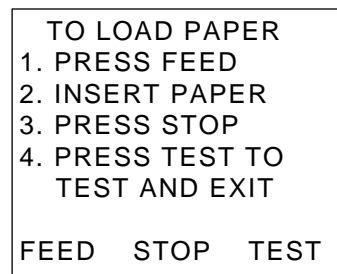 TO LOAD PAPER
1. PRESS FEED
2. INSERT PAPER
3. PRESS STOP
4. PRESS TEST TO
TEST AND EXIT
FEED STOP TEST